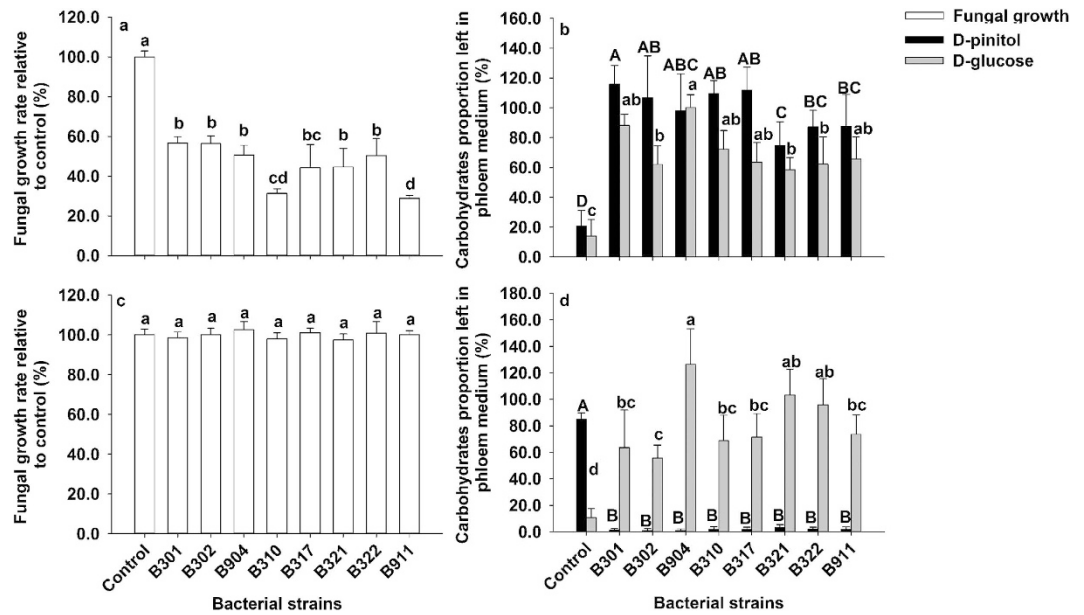 Fungal growth
D-pinitol
D-glucose
a
Fungal growth rate relative
to control (%)
120.0
100.0
80.0
60.0
40.0
20.0
0.0
a
b
b
b
cd
bc
b
b
d
b
Carbohydrates proportion left in
phloem medium (%)
160.0
140.0
120.0
100.0
80.0
60.0
40.0
20.0
0.0
D
c
A
ab
AB
b
ABC
a
AB
ab
AB
ab
C
b
BC
b
BC
ab
c
Fungal growth rate relative
to control (%)
120.0
100.0
80.0
60.0
40.0
20.0
0.0
a
a
a
a
a
a
a
a
a
Control
B301
B302
B904
B310
B317
B321
B322
B911
Bacterial strains
d
Carbohydrates proportion left in
phloem medium (%)
180.0
160.0
140.0
120.0
100.0
80.0
60.0
40.0
20.0
0.0
A
d
B
bc
B
c
B
a
B
bc
B
bc
B
ab
B
ab
B
bc
Control
B301
B302
B904
B310
B317
B321
B322
B911
Bacterial strains